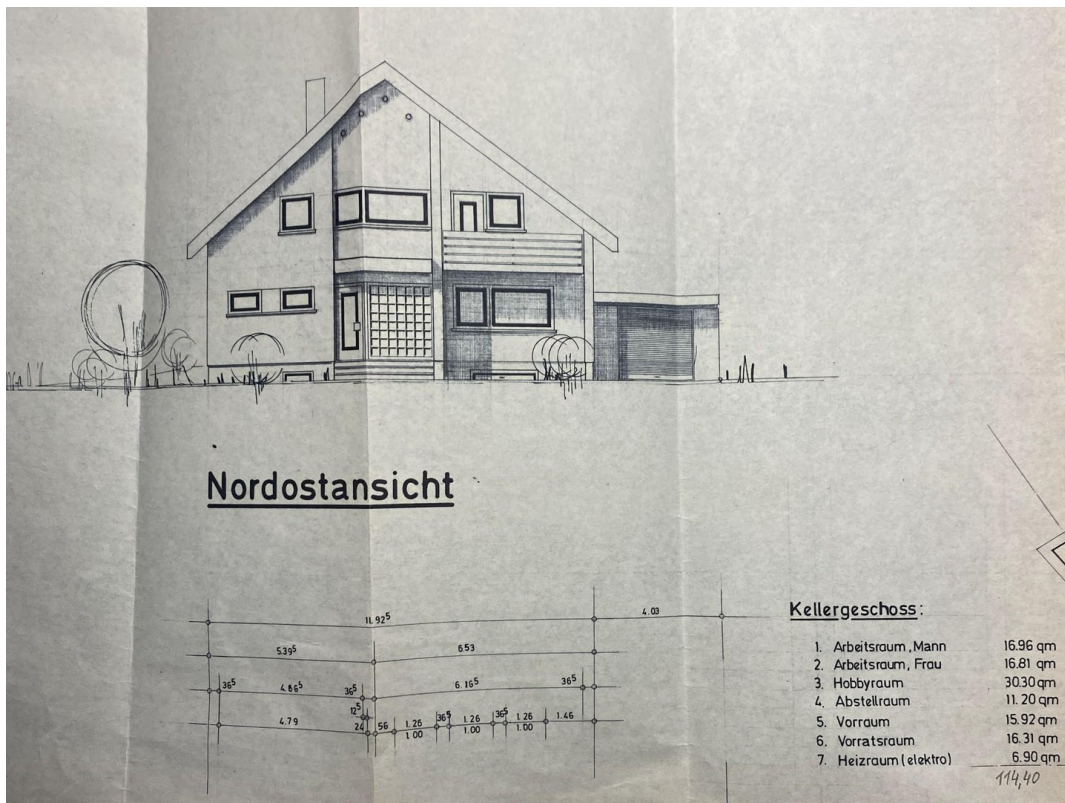 Nordostansicht
11.92⁵ 4.03
5.39⁵ 6.53
36⁵ 4.66⁵ 36⁵ 6.16⁵ 36⁵
12⁵
4.79 24 56 1.26 36⁵ 1.26 36⁵ 1.26 1.46
1.00 1.00 1.00
Kellergeschoss:
1. Arbeitsraum, Mann 16.96 qm
2. Arbeitsraum, Frau 16.81 qm
3. Hobbyraum 30.30 qm
4. Abstellraum 11.20 qm
5. Vorraum 15.92 qm
6. Vorratsraum 16.31 qm
7. Heizraum (elektro) 6.90 qm
114,40